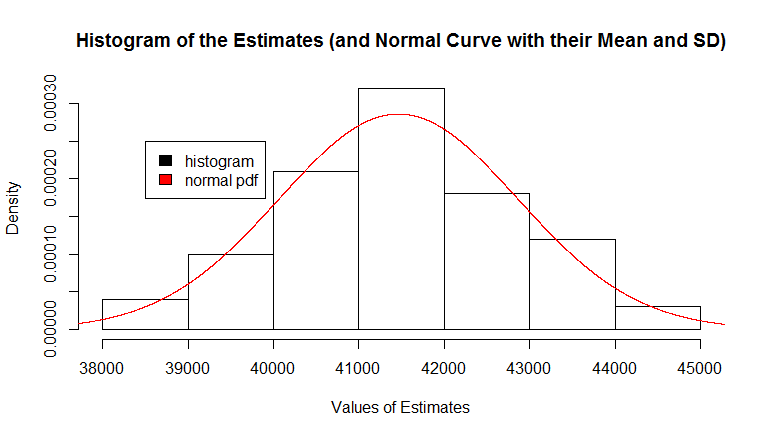 Histogram of the Estimates (and Normal Curve with their Mean and SD)
Density
0.00000 0.00010 0.00020 0.00030
histogram
normal pdf
38000 39000 40000 41000 42000 43000 44000 45000
Values of Estimates